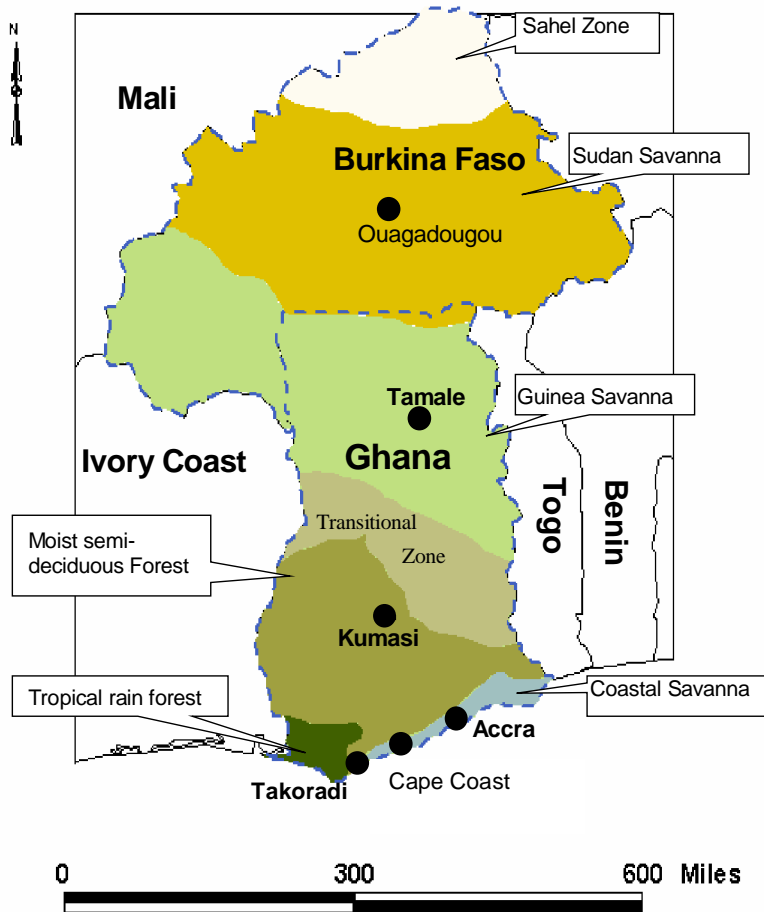 N
Sahel Zone
Mali
Burkina Faso
Sudan Savanna
Ouagadougou
Tamale
Guinea Savanna
Ivory Coast
Ghana
Togo
Benin
Transitional
Zone
Moist semi-
deciduous Forest
Kumasi
Tropical rain forest
Coastal Savanna
Accra
Takoradi
Cape Coast
0 300 600 Miles